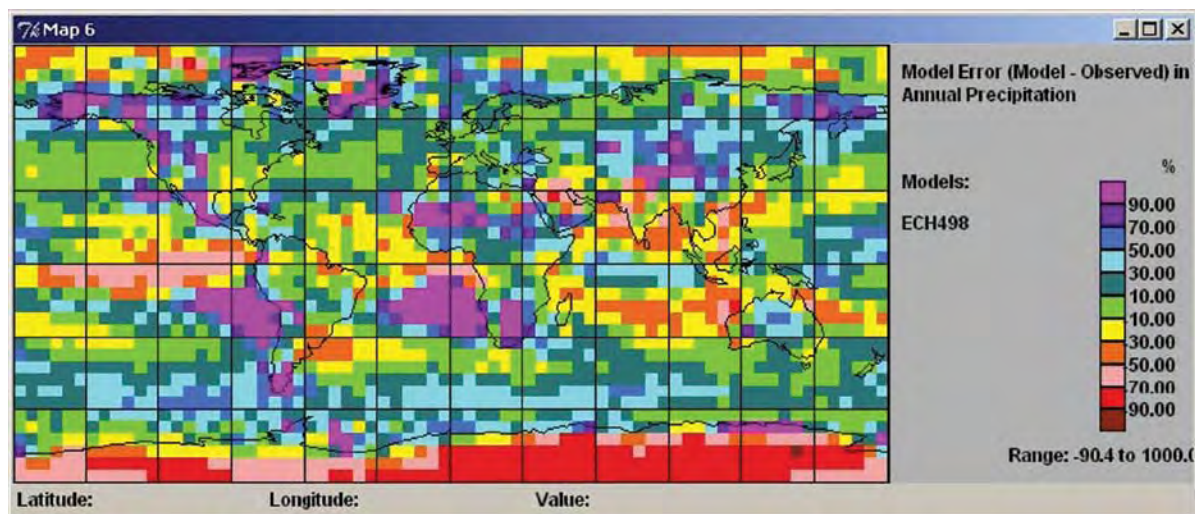 7k Map 6
Model Error (Model - Observed) in
Annual Precipitation
%
Models:
ECH498
90.00
70.00
50.00
30.00
10.00
-10.00
-30.00
-50.00
-70.00
-90.00
Range: -90.4 to 1000.0
Latitude: Longitude: Value: